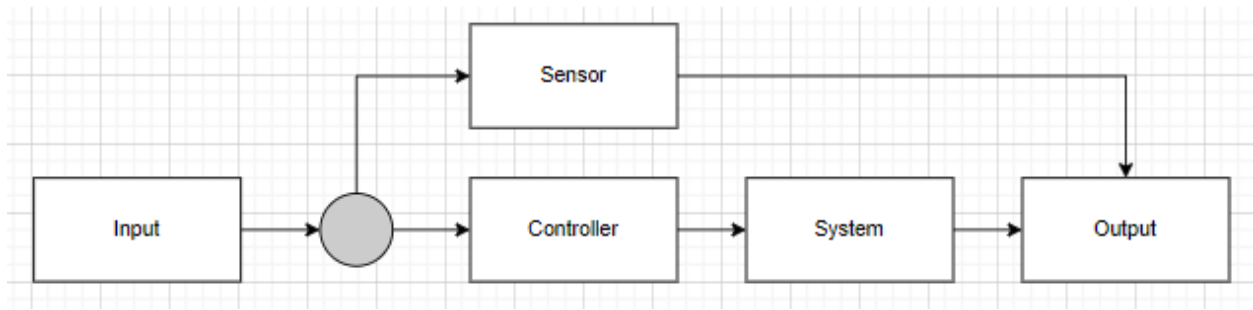 Sensor
Input
Controller
System
Output